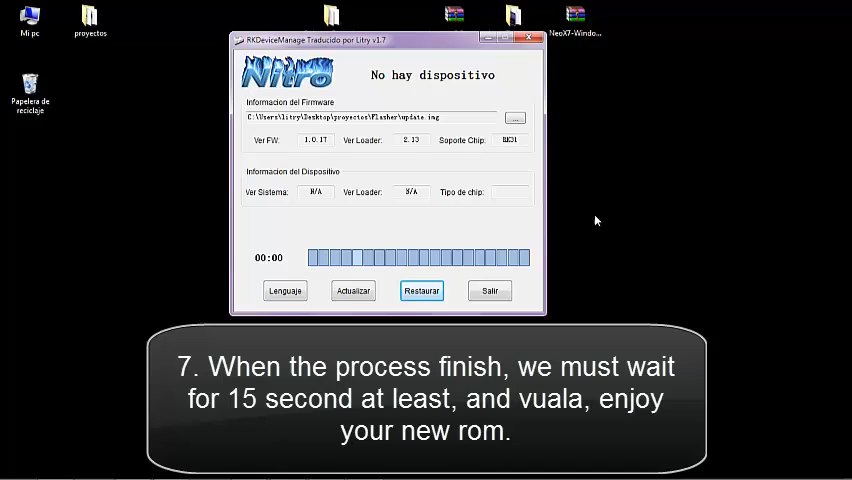 Mi pc
proyectos
NeoX7-Windo...
Papelera de
reciclaje
RKDeviceManage Traducido por Litry v1.7
Nitro
No hay dispositivo
Informacion del Firmware
C:\Users\litry\Desktop\proyectos\Flasher\update.img
...
Ver FW: 1.0.17 Ver Loader: 2.13 Soporte Chip: RK31
Informacion del Dispositivo
Ver Sistema: N/A Ver Loader: N/A Tipo de chip:
00:00
Lenguaje Actualizar Restaurar Salir
7. When the process finish, we must wait
for 15 second at least, and vuala, enjoy
your new rom.